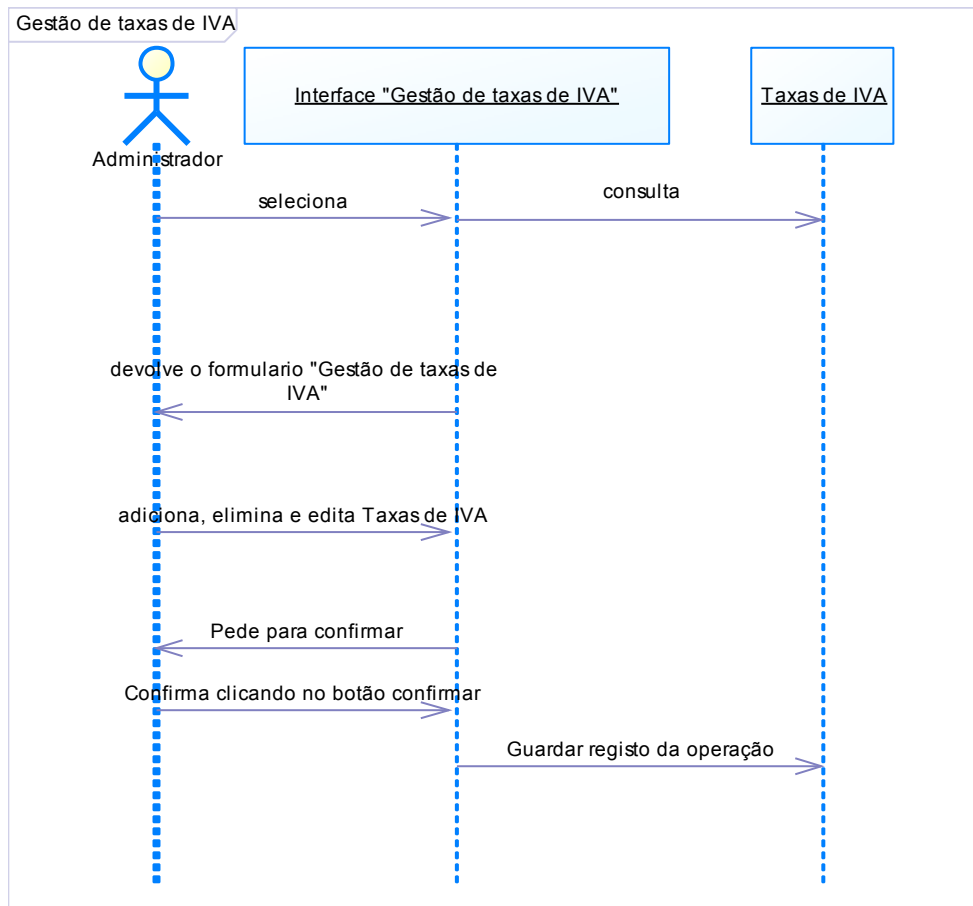 Gestão de taxas de IVA
Interface "Gestão de taxas de IVA"
Taxas de IVA
Administrador
seleciona
consulta
devolve o formulario "Gestão de taxas de
IVA"
adiciona, elimina e edita Taxas de IVA
Pede para confirmar
Confirma clicando no botão confirmar
Guardar registo da operação